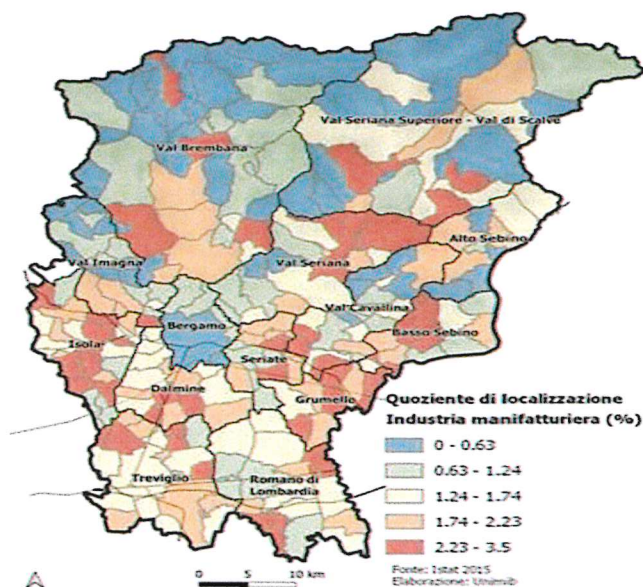 Val Seriana Superiore - Val di Scalve
Val Brembana
Alto Sebino
Val Imagna
Val Seriana
Val Cavallina
Bergamo
Basso Sebino
Isola
Seriate
Dalmine
Grumello
Treviglio
Romano di
Lombardia
Quoziente di localizzazione
Industria manifatturiera (%)
0 - 0.63
0.63 - 1.24
1.24 - 1.74
1.74 - 2.23
2.23 - 3.5
0 5 10 km
Fonte: Istat 2015
Elaborazione: Unimib